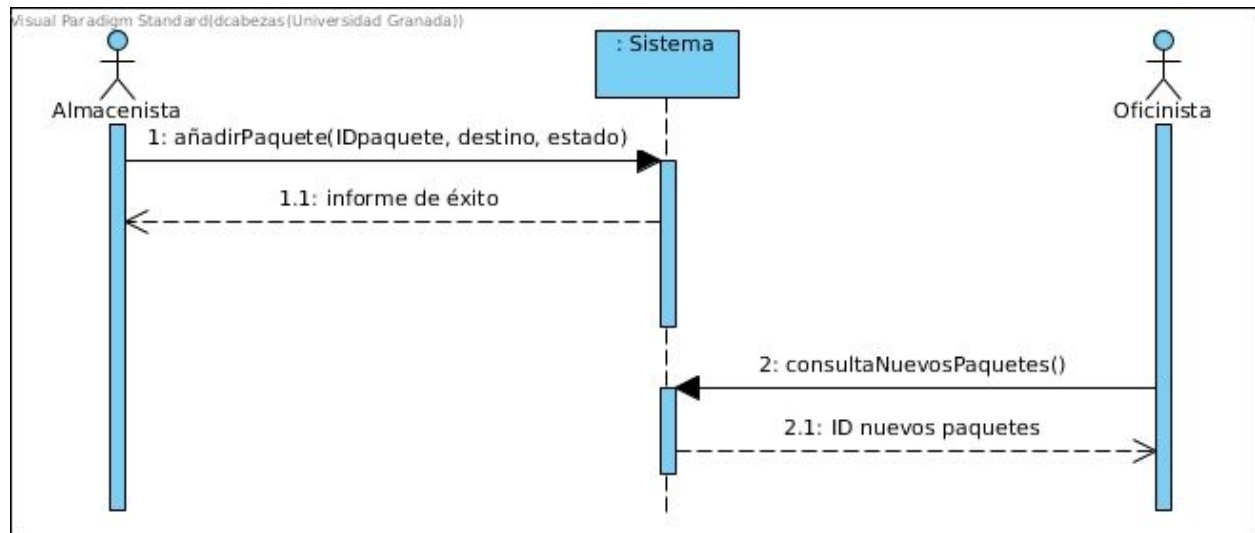 Visual Paradigm Standard(dcabezas(Universidad Granada))
: Sistema
Almacenista
Oficinista
1: añadirPaquete(IDpaquete, destino, estado)
1.1: informe de éxito
2: consultaNuevosPaquetes()
2.1: ID nuevos paquetes